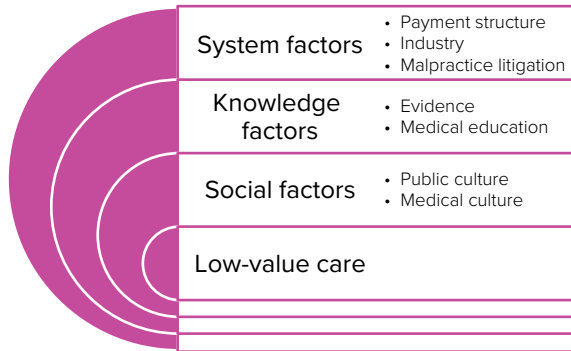 System factors
• Payment structure
• Industry
• Malpractice litigation
Knowledge
factors
• Evidence
• Medical education
Social factors
• Public culture
• Medical culture
Low-value care